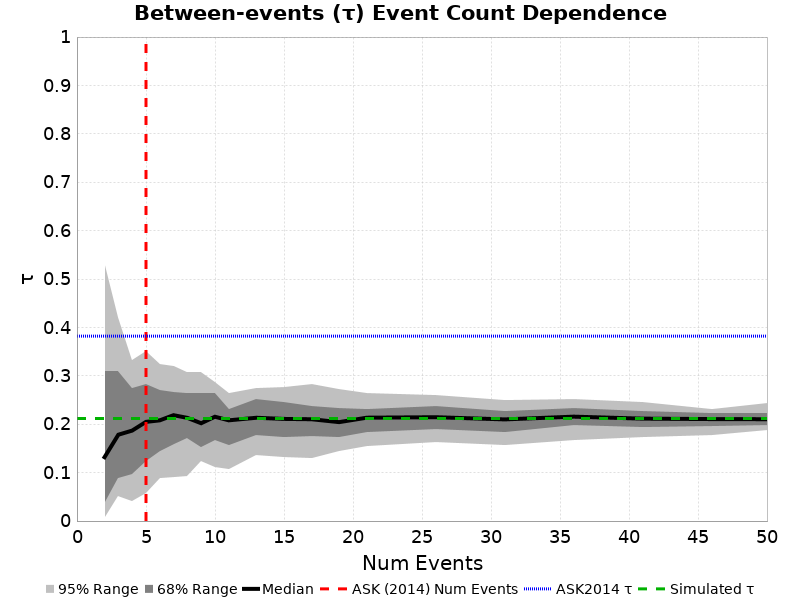 Between-events (τ) Event Count Dependence
1
0.9
0.8
0.7
0.6
0.5
0.4
0.3
0.2
0.1
0
τ
0 5 10 15 20 25 30 35 40 45 50
Num Events
95% Range 68% Range Median ASK (2014) Num Events ASK2014 τ Simulated τ